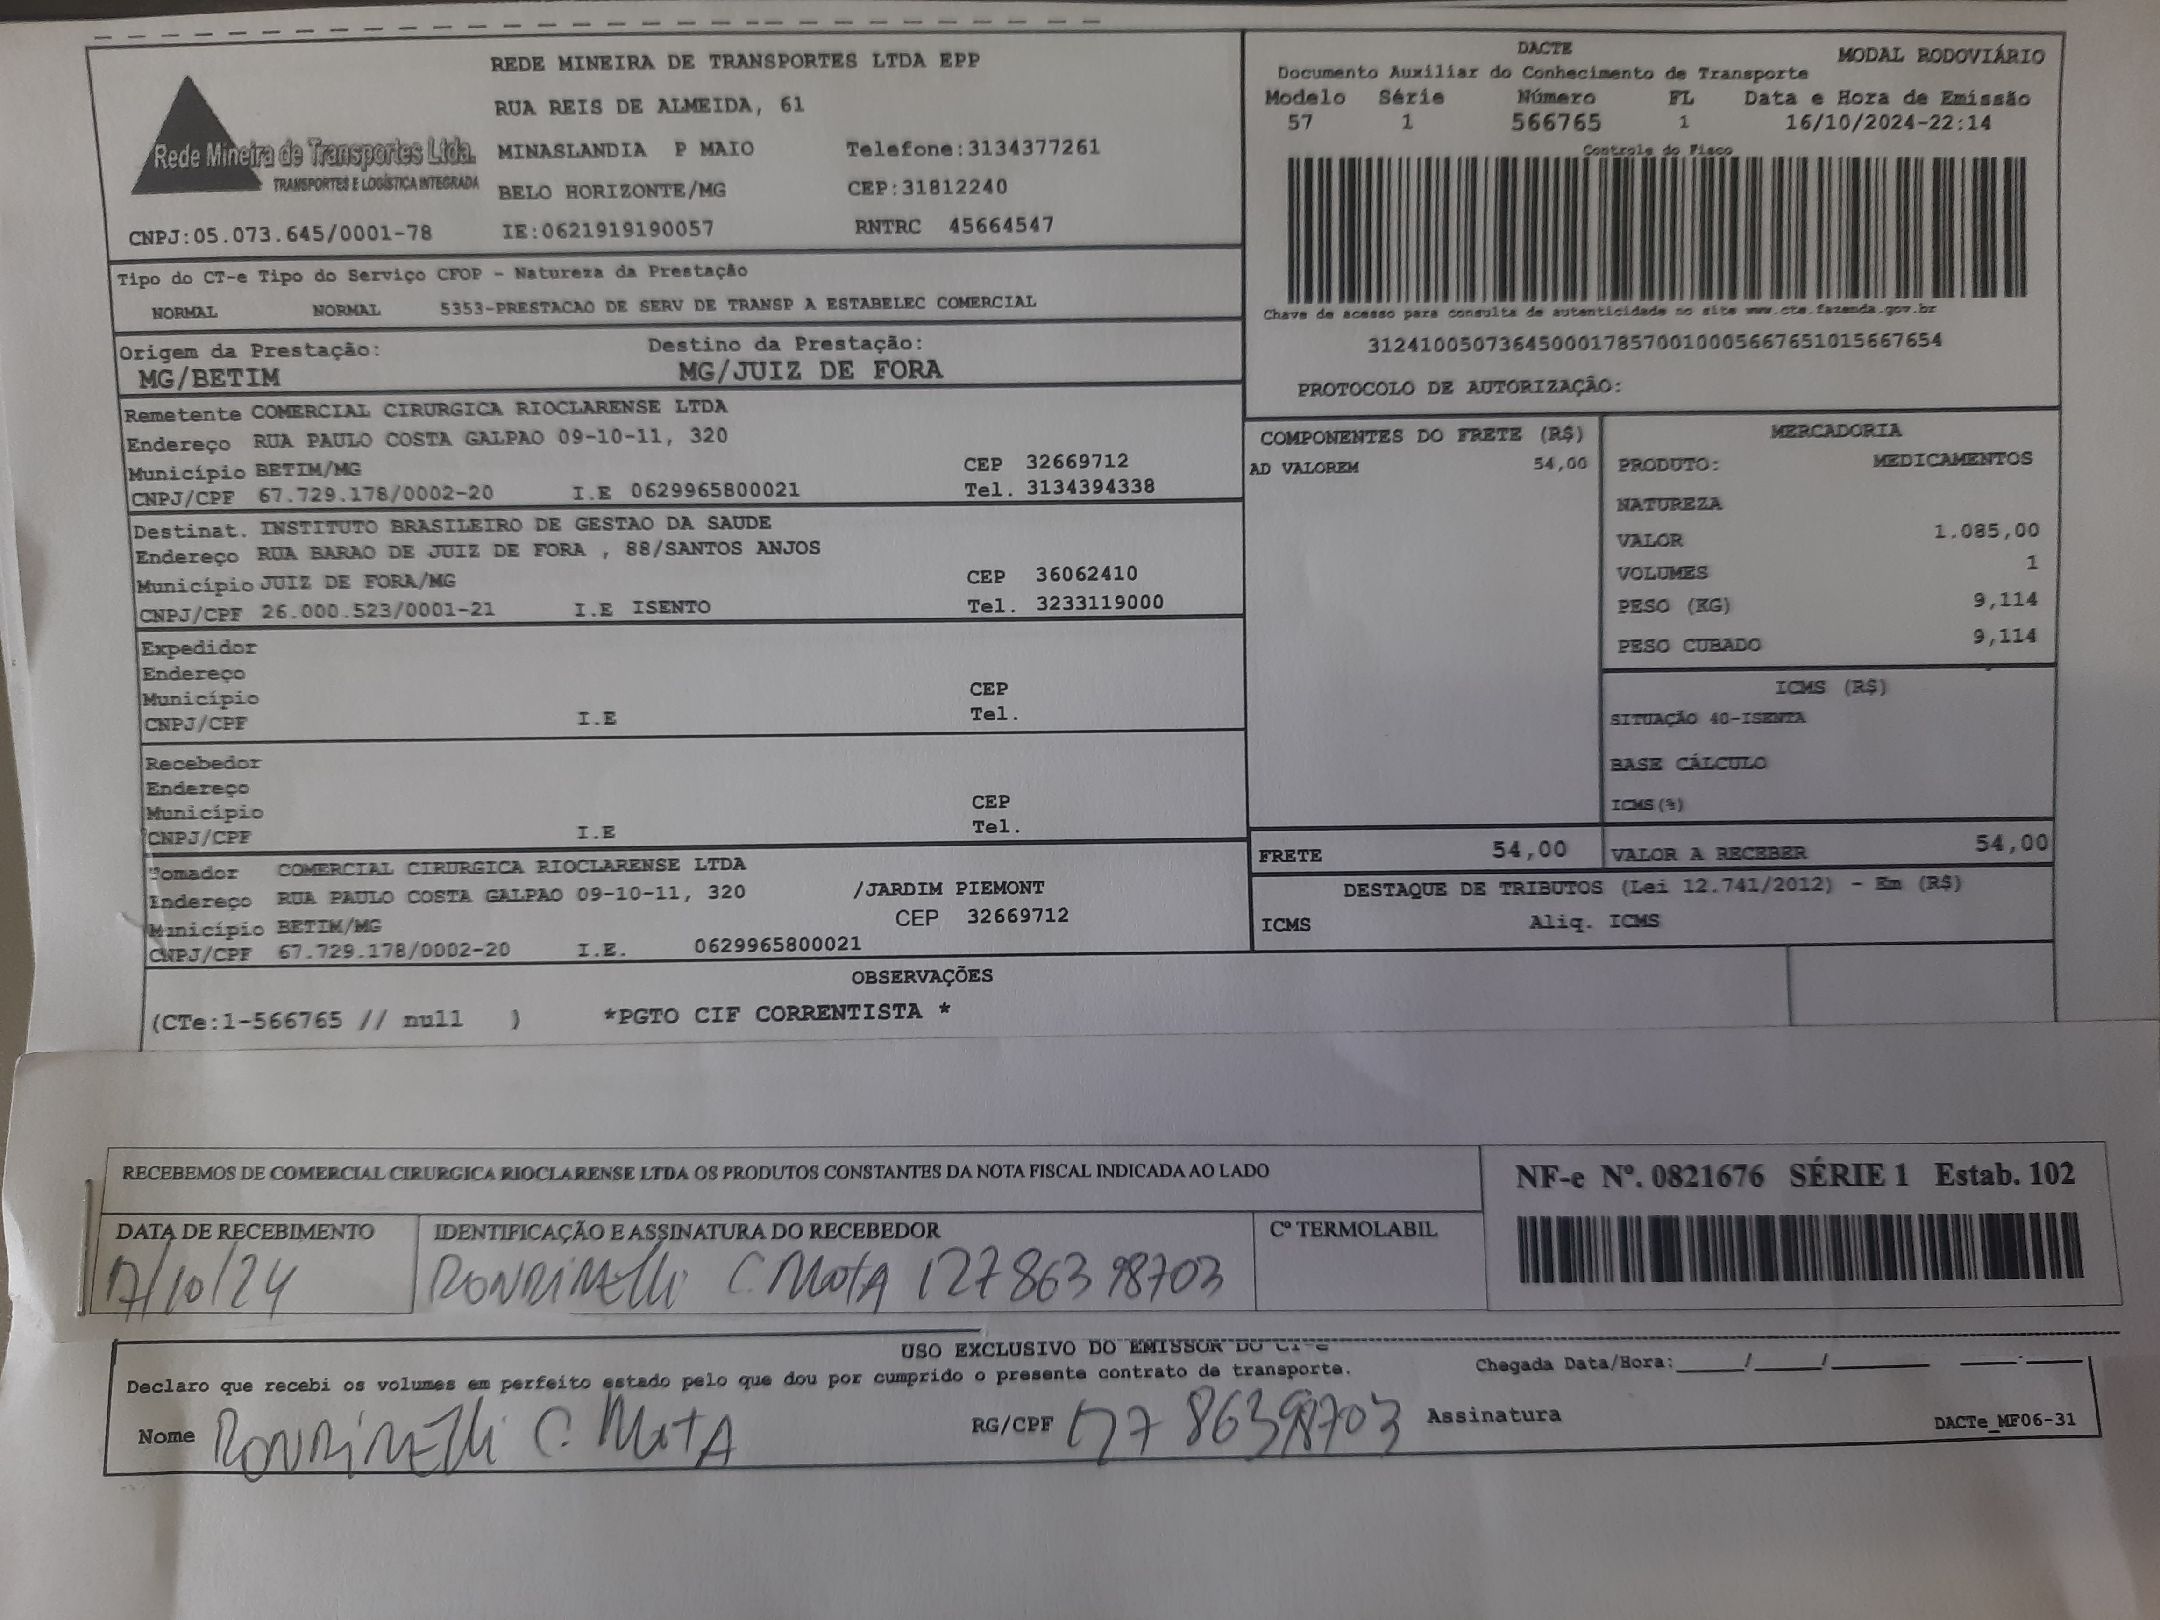 REDE MINEIRA DE TRANSPORTES LTDA EPP
RUA REIS DE ALMEIDA, 61
Rede Mineira de Transportes Ltda.
TRANSPORTES E LOGÍSTICA INTEGRADA
MINASLANDIA P MAIO Telefone:3134377261
BELO HORIZONTE/MG CEP:31812240
CNPJ:05.073.645/0001-78 IE:0621919190057 RNTRC 45664547
DACTE MODAL RODOVIÁRIO
Documento Auxiliar do Conhecimento de Transporte
Modelo Série Número FL Data e Hora de Emissão
57 1 566765 1 16/10/2024-22:14
Controle do Fisco
Chave de acesso para consulta de autenticidade no site www.cte.fazenda.gov.br
31241005073645000178570010005667651015667654
PROTOCOLO DE AUTORIZAÇÃO:
Tipo do CT-e Tipo do Serviço CFOP - Natureza da Prestação
NORMAL NORMAL 5353-PRESTACAO DE SERV DE TRANSP A ESTABELEC COMERCIAL
Origem da Prestação: Destino da Prestação:
MG/BETIM MG/JUIZ DE FORA
Remetente COMERCIAL CIRURGICA RIOCLARENSE LTDA
Endereço RUA PAULO COSTA GALPAO 09-10-11, 320
Município BETIM/MG CEP 32669712
CNPJ/CPF 67.729.178/0002-20 I.E 0629965800021 Tel. 3134394338
Destinat. INSTITUTO BRASILEIRO DE GESTAO DA SAUDE
Endereço RUA BARAO DE JUIZ DE FORA , 88/SANTOS ANJOS
Município JUIZ DE FORA/MG CEP 36062410
CNPJ/CPF 26.000.523/0001-21 I.E ISENTO Tel. 3233119000
Expedidor
Endereço
Município CEP
CNPJ/CPF I.E Tel.
Recebedor
Endereço
Município CEP
CNPJ/CPF I.E Tel.
Tomador COMERCIAL CIRURGICA RIOCLARENSE LTDA
Endereço RUA PAULO COSTA GALPAO 09-10-11, 320 /JARDIM PIEMONT
Município BETIM/MG CEP 32669712
CNPJ/CPF 67.729.178/0002-20 I.E. 0629965800021
COMPONENTES DO FRETE (R$)
AD VALOREM 54,00
MERCADORIA
PRODUTO: MEDICAMENTOS
NATUREZA
VALOR 1.085,00
VOLUMES 1
PESO (KG) 9,114
PESO CUBADO 9,114
ICMS (R$)
SITUAÇÃO 40-ISENTA
BASE CÁLCULO
ICMS(%)
FRETE 54,00 VALOR A RECEBER 54,00
DESTAQUE DE TRIBUTOS (Lei 12.741/2012) - Em (R$)
ICMS Aliq. ICMS
OBSERVAÇÕES
(CTe:1-566765 // null ) *PGTO CIF CORRENTISTA *
RECEBEMOS DE COMERCIAL CIRURGICA RIOCLARENSE LTDA OS PRODUTOS CONSTANTES DA NOTA FISCAL INDICADA AO LADO
NF-e Nº. 0821676 SÉRIE 1 Estab. 102
DATA DE RECEBIMENTO IDENTIFICAÇÃO E ASSINATURA DO RECEBEDOR Cº TERMOLABIL
17/10/24 RONDINELLI C. MOTA 12786398703
USO EXCLUSIVO DO EMISSOR DO CT-e
Declaro que recebi os volumes em perfeito estado pelo que dou por cumprido o presente contrato de transporte. Chegada Data/Hora:____/____/______ ___:___
Nome RONDINELLI C. MOTA RG/CPF 12786398703 Assinatura
DACTe_MF06-31